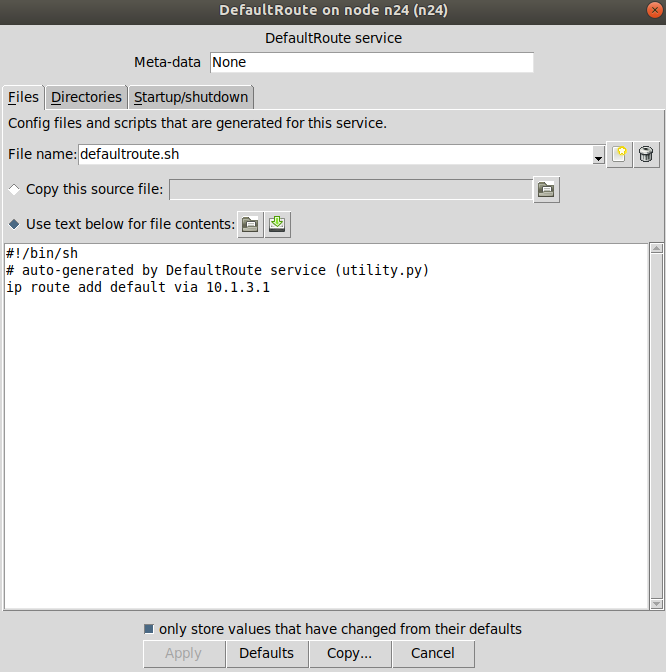 DefaultRoute on node n24 (n24)
DefaultRoute service
Meta-data None
Files Directories Startup/shutdown
Config files and scripts that are generated for this service.
File name: defaultroute.sh
Copy this source file:
Use text below for file contents:
#!/bin/sh
# auto-generated by DefaultRoute service (utility.py)
ip route add default via 10.1.3.1
only store values that have changed from their defaults
Apply Defaults Copy... Cancel